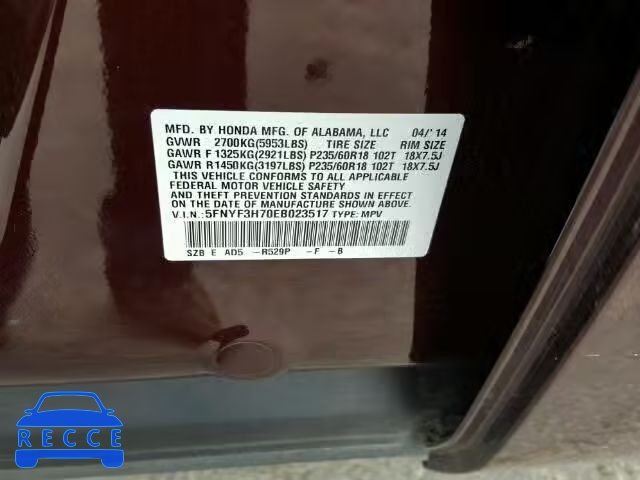 MFD. BY HONDA MFG. OF ALABAMA, LLC 04/'14
GVWR 2700KG(5953LBS) TIRE SIZE RIM SIZE
GAWR F 1325KG(2921LBS) P235/60R18 102T 18X7.5J
GAWR R1450KG(3197LBS) P235/60R18 102T 18X7.5J
THIS VEHICLE CONFORMS TO ALL APPLICABLE
FEDERAL MOTOR VEHICLE SAFETY
AND THEFT PREVENTION STANDARDS IN EFFECT ON
THE DATE OF MANUFACTURE SHOWN ABOVE.
V.I.N.:5FNYF3H70EB023517 TYPE: MPV
SZB E AD5 -R529P -F -B
RECCE